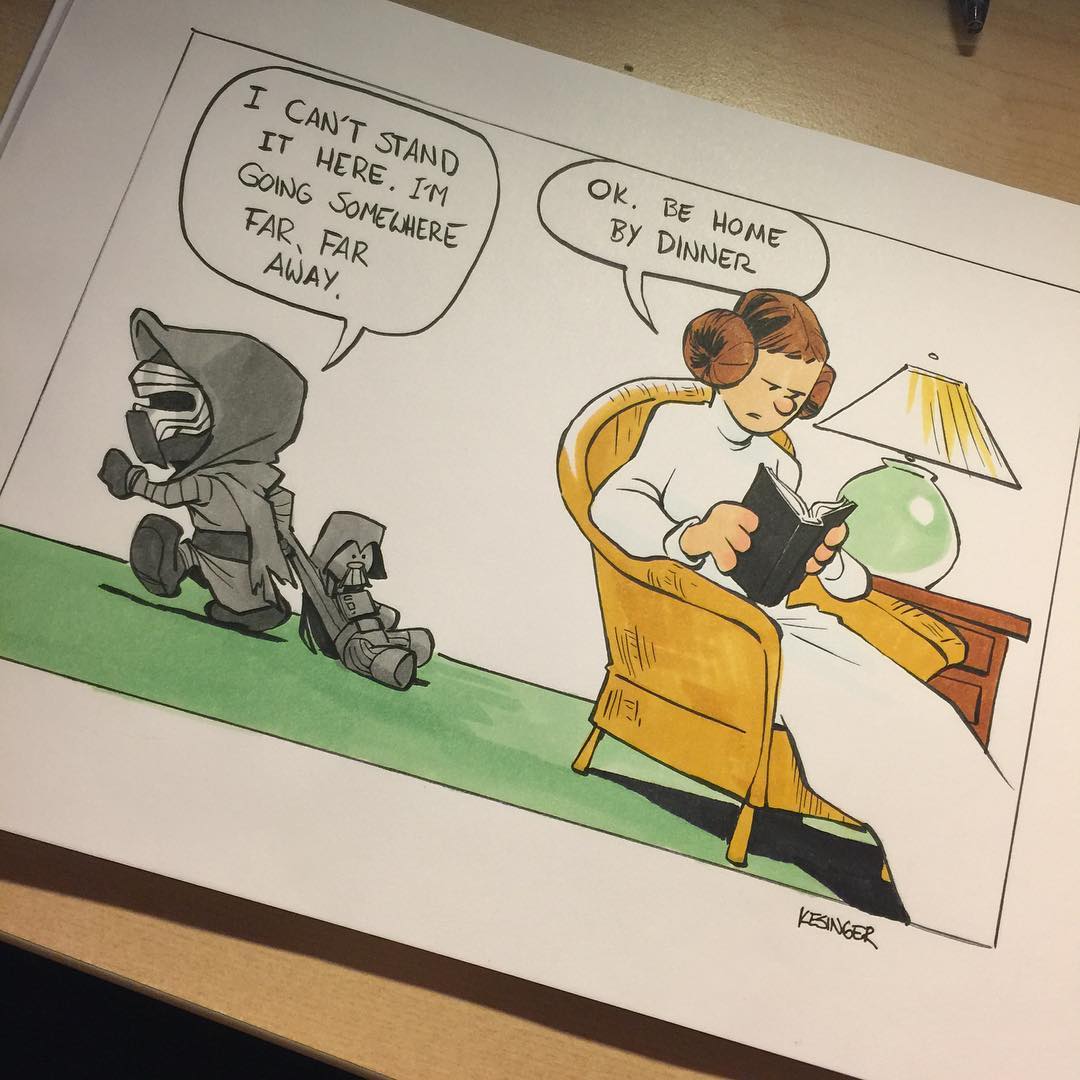 I CAN'T STAND
IT HERE. I'M
GOING SOMEWHERE
FAR, FAR
AWAY.
OK. BE HOME
BY DINNER
KESINGER